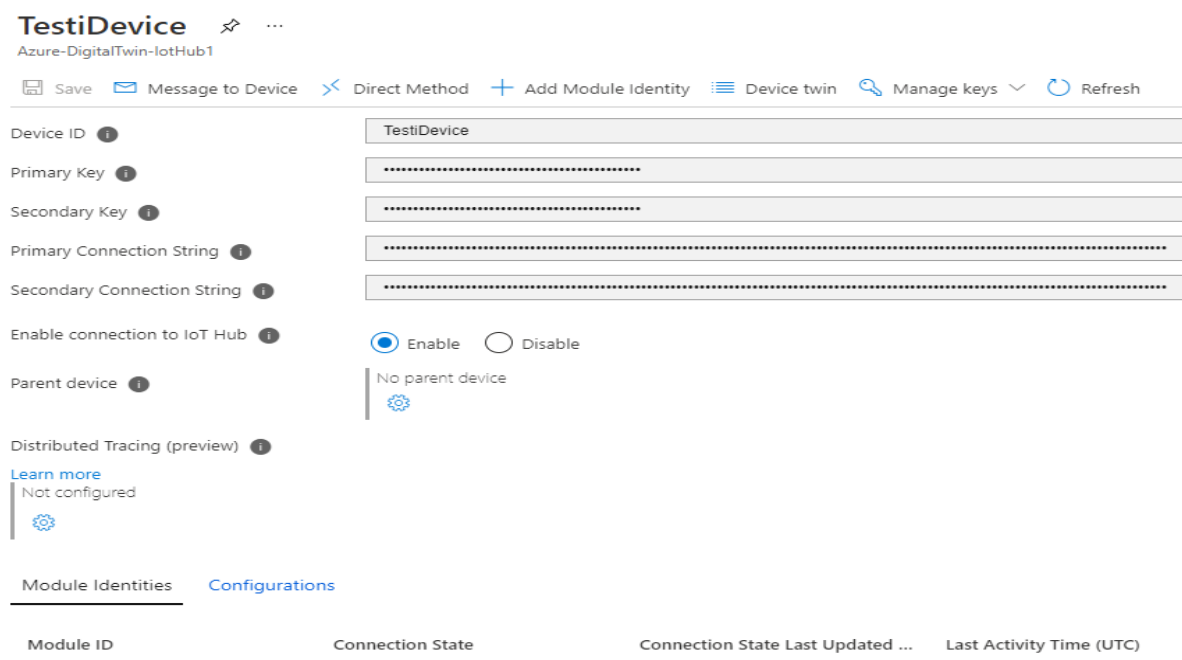 TestiDevice ...
Azure-DigitalTwin-IotHub1
Save Message to Device Direct Method Add Module Identity Device twin Manage keys Refresh
Device ID TestiDevice
Primary Key
Secondary Key
Primary Connection String
Secondary Connection String
Enable connection to IoT Hub Enable Disable
Parent device No parent device
Distributed Tracing (preview)
Learn more
Not configured
Module Identities Configurations
Module ID Connection State Connection State Last Updated ... Last Activity Time (UTC)